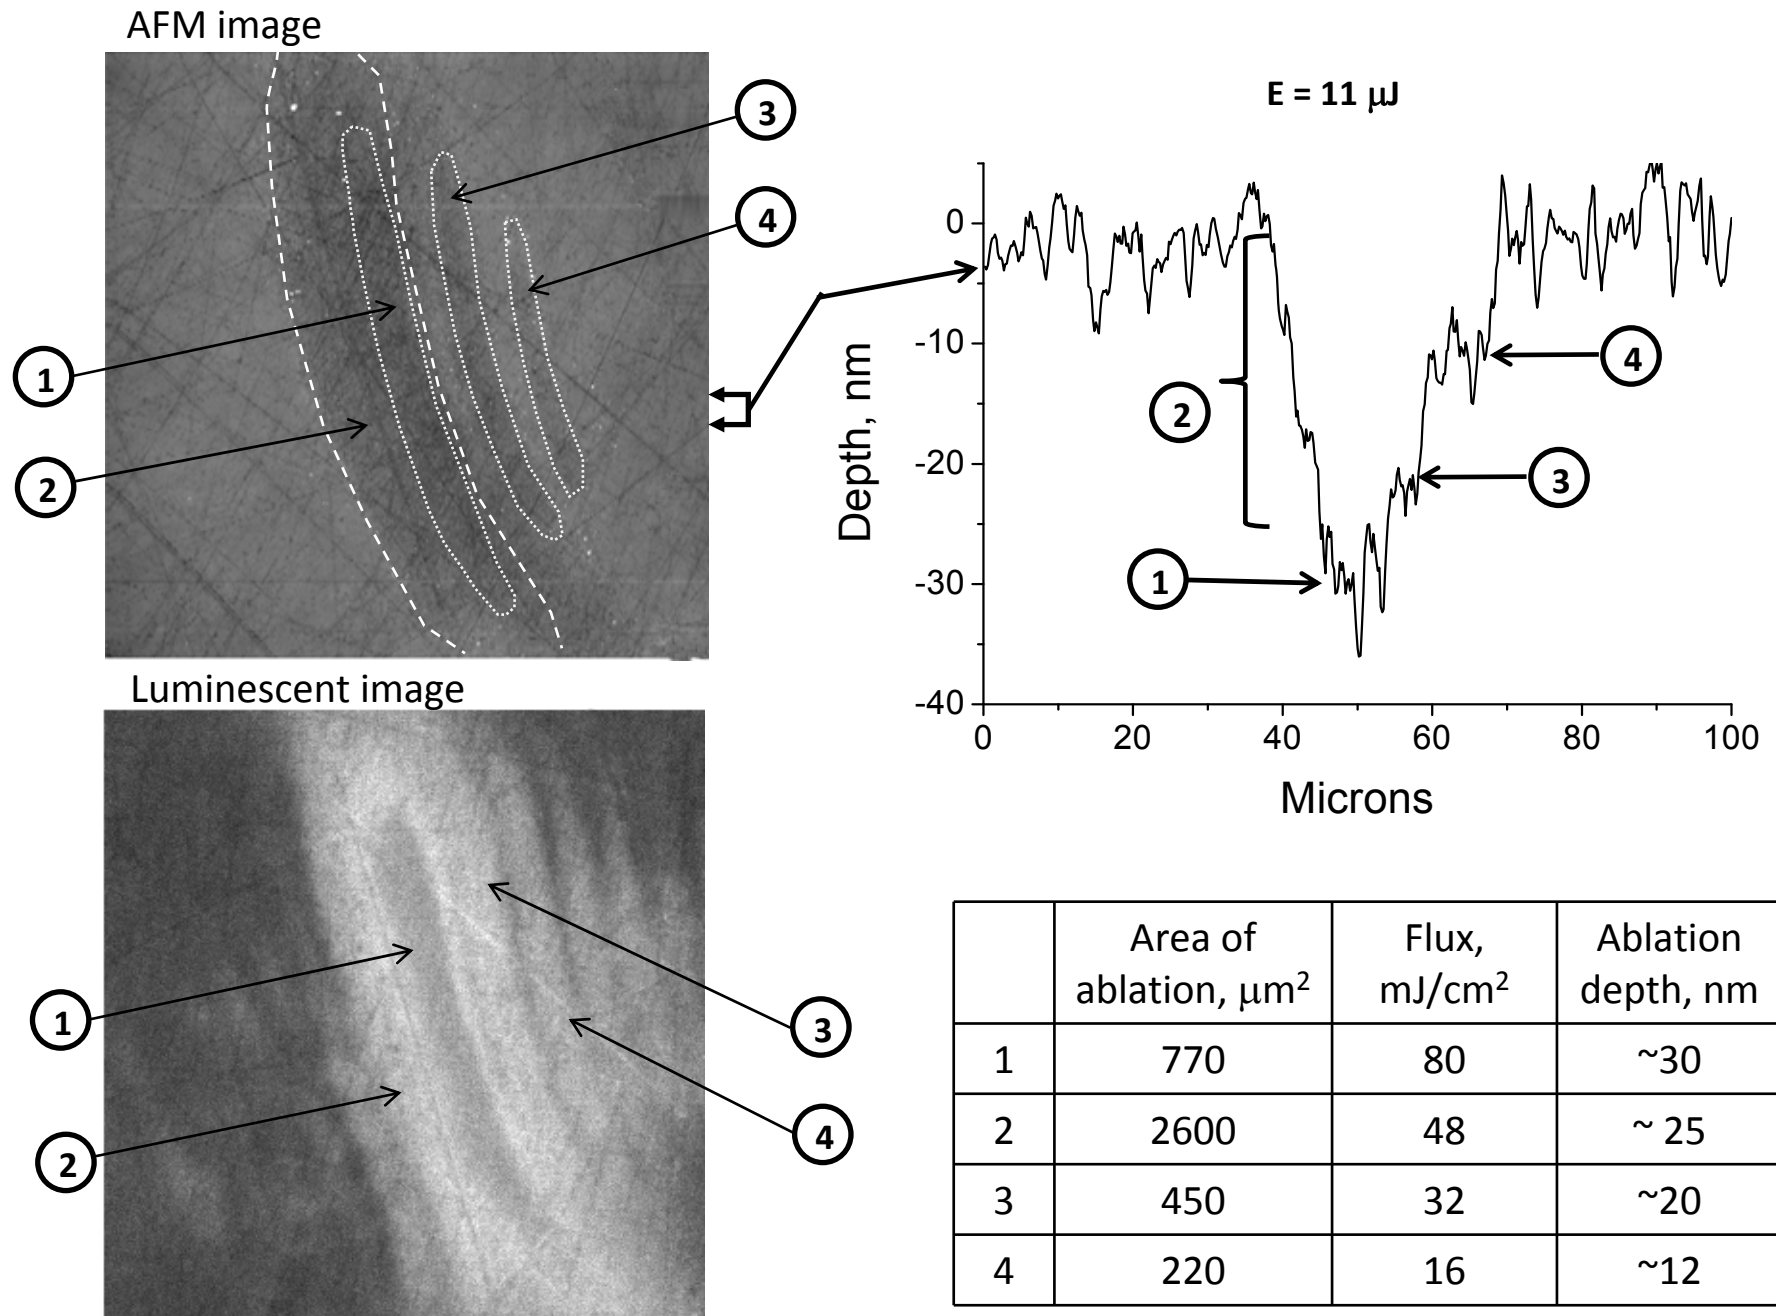 AFM image
3
4
1
2
E = 11 μJ
0
-10
-20
-30
-40
Depth, nm
2
4
3
1
0 20 40 60 80 100
Microns
Luminescent image
1
2
3
4
Area of ablation, μm² Flux, mJ/cm² Ablation depth, nm
1 770 80 ~30
2 2600 48 ~ 25
3 450 32 ~20
4 220 16 ~12